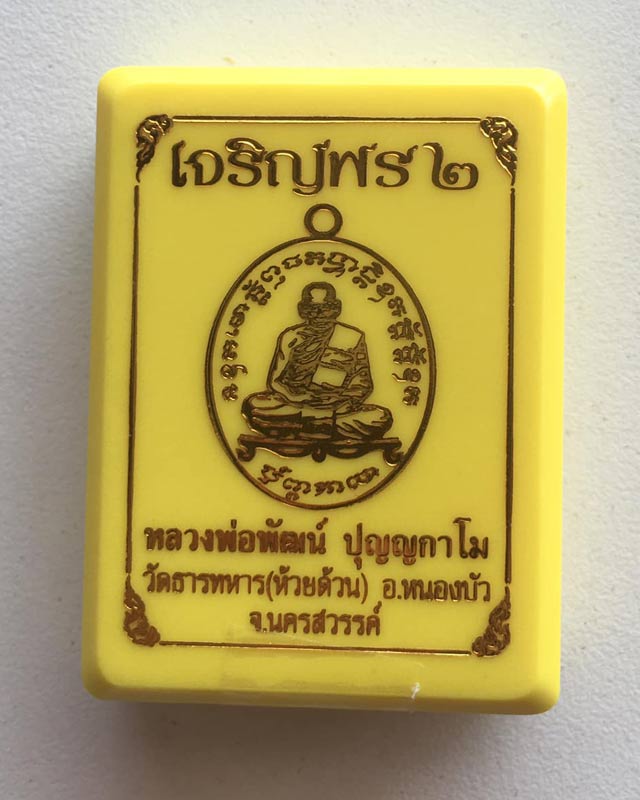 เจริญพร ๒
หลวงพ่อพัฒน์ ปุญญกาโม
วัดธารทหาร(ห้วยด้วน) อ.หนองบัว
จ.นครสวรรค์